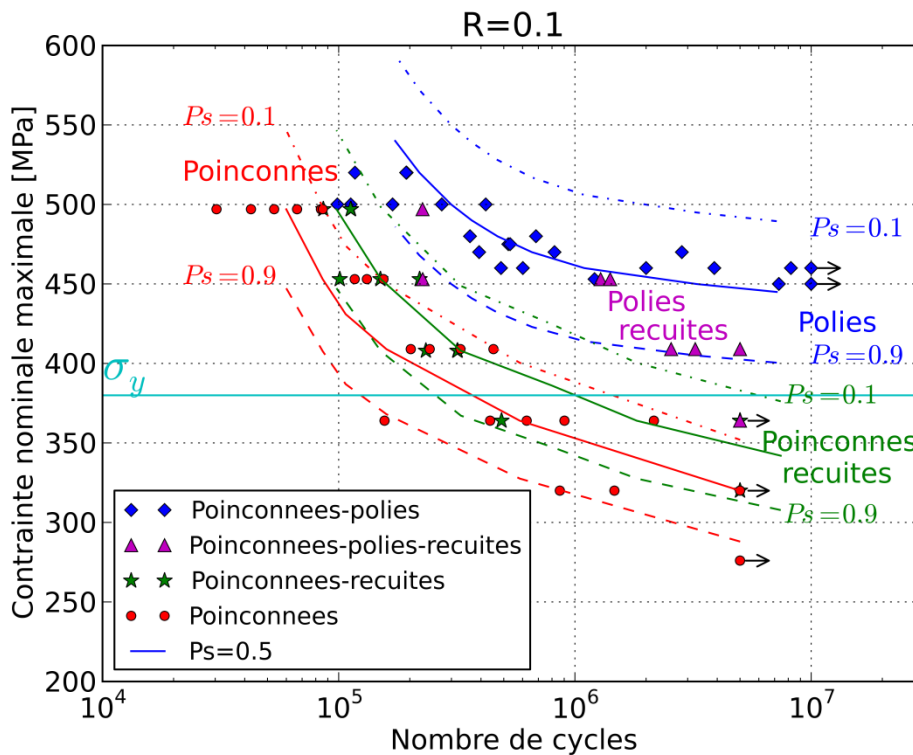 R=0.1
Contrainte nominale maximale [MPa]
600
550
500
450
400
350
300
250
200
Ps=0.1
Poinconnes
Ps=0.9
σy
Ps=0.1
Polies
recuites
Polies
Ps=0.9
Ps=0.1
Poinconnes
recuites
Ps=0.9
Poinconnees-polies
Poinconnees-polies-recuites
Poinconnees-recuites
Poinconnees
Ps=0.5
10^4
10^5
10^6
10^7
Nombre de cycles